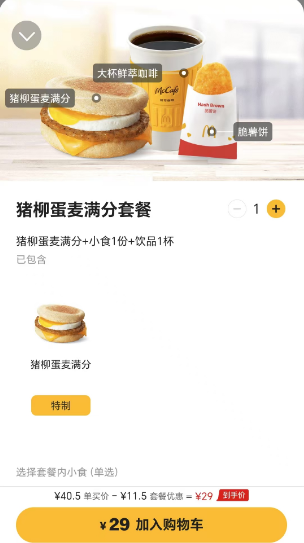 大杯鲜萃咖啡
猪柳蛋麦满分
McCafé
Hash Brown
脆薯饼
猪柳蛋麦满分套餐
1
猪柳蛋麦满分+小食1份+饮品1杯
已包含
猪柳蛋麦满分
特制
选择套餐内小食 (单选)
¥40.5 单买价 - ¥11.5 套餐优惠 = ¥29 到手价
¥29 加入购物车